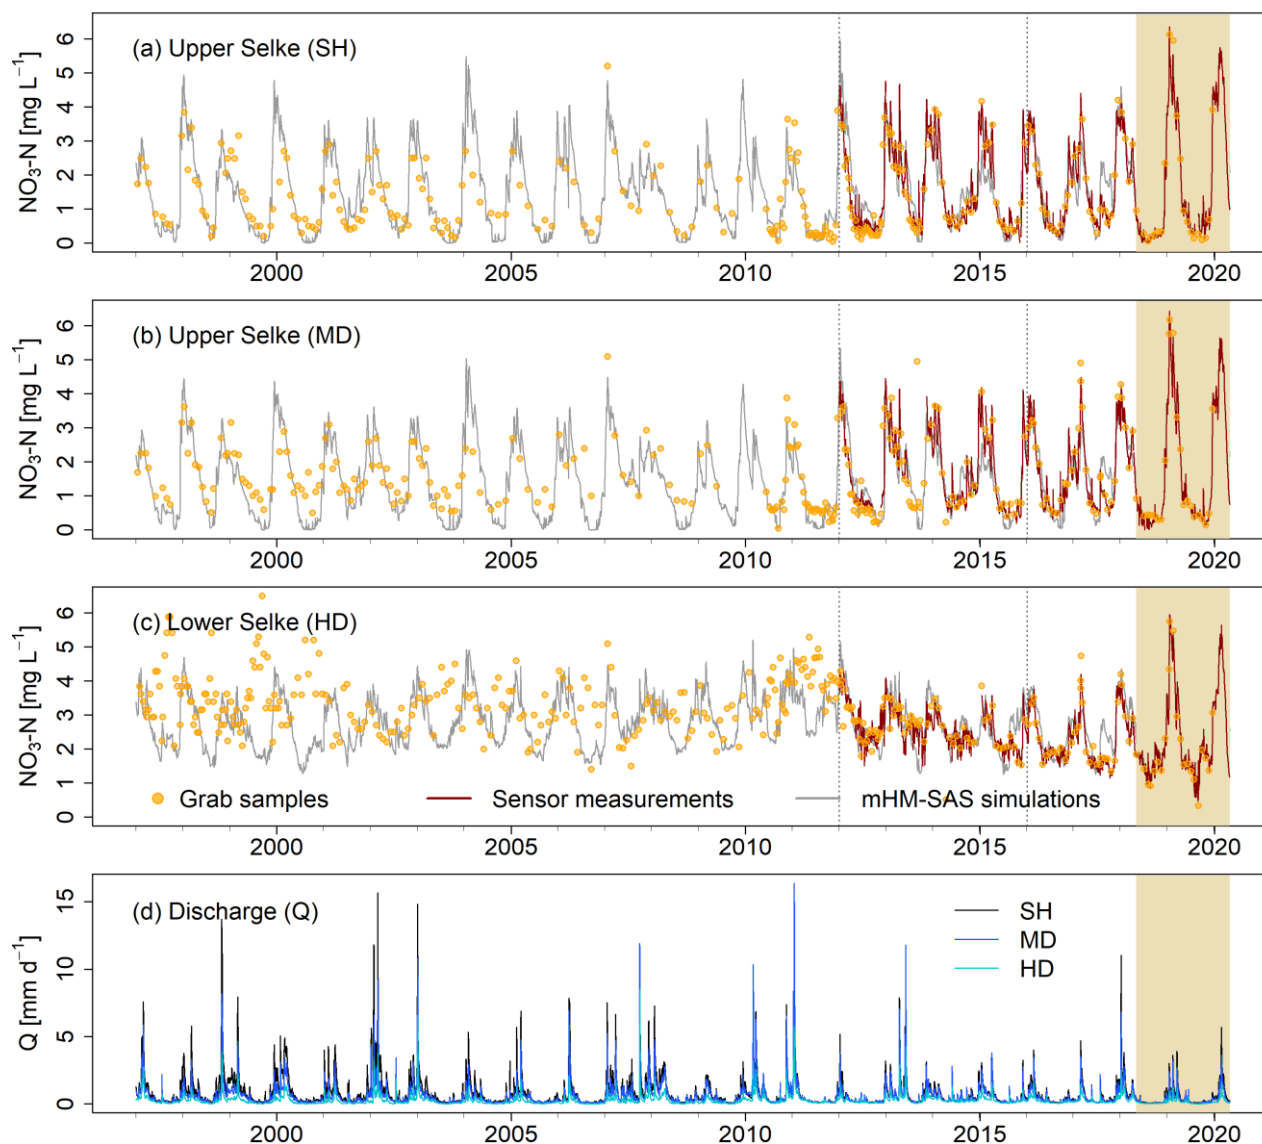 (a) Upper Selke (SH)
NO₃-N [mg L⁻¹]
6
5
4
3
2
1
0
2000 2005 2010 2015 2020
(b) Upper Selke (MD)
NO₃-N [mg L⁻¹]
6
5
4
3
2
1
0
2000 2005 2010 2015 2020
(c) Lower Selke (HD)
NO₃-N [mg L⁻¹]
6
5
4
3
2
1
0
Grab samples Sensor measurements mHM-SAS simulations
2000 2005 2010 2015 2020
(d) Discharge (Q)
Q [mm d⁻¹]
15
10
5
0
SH
MD
HD
2000 2005 2010 2015 2020